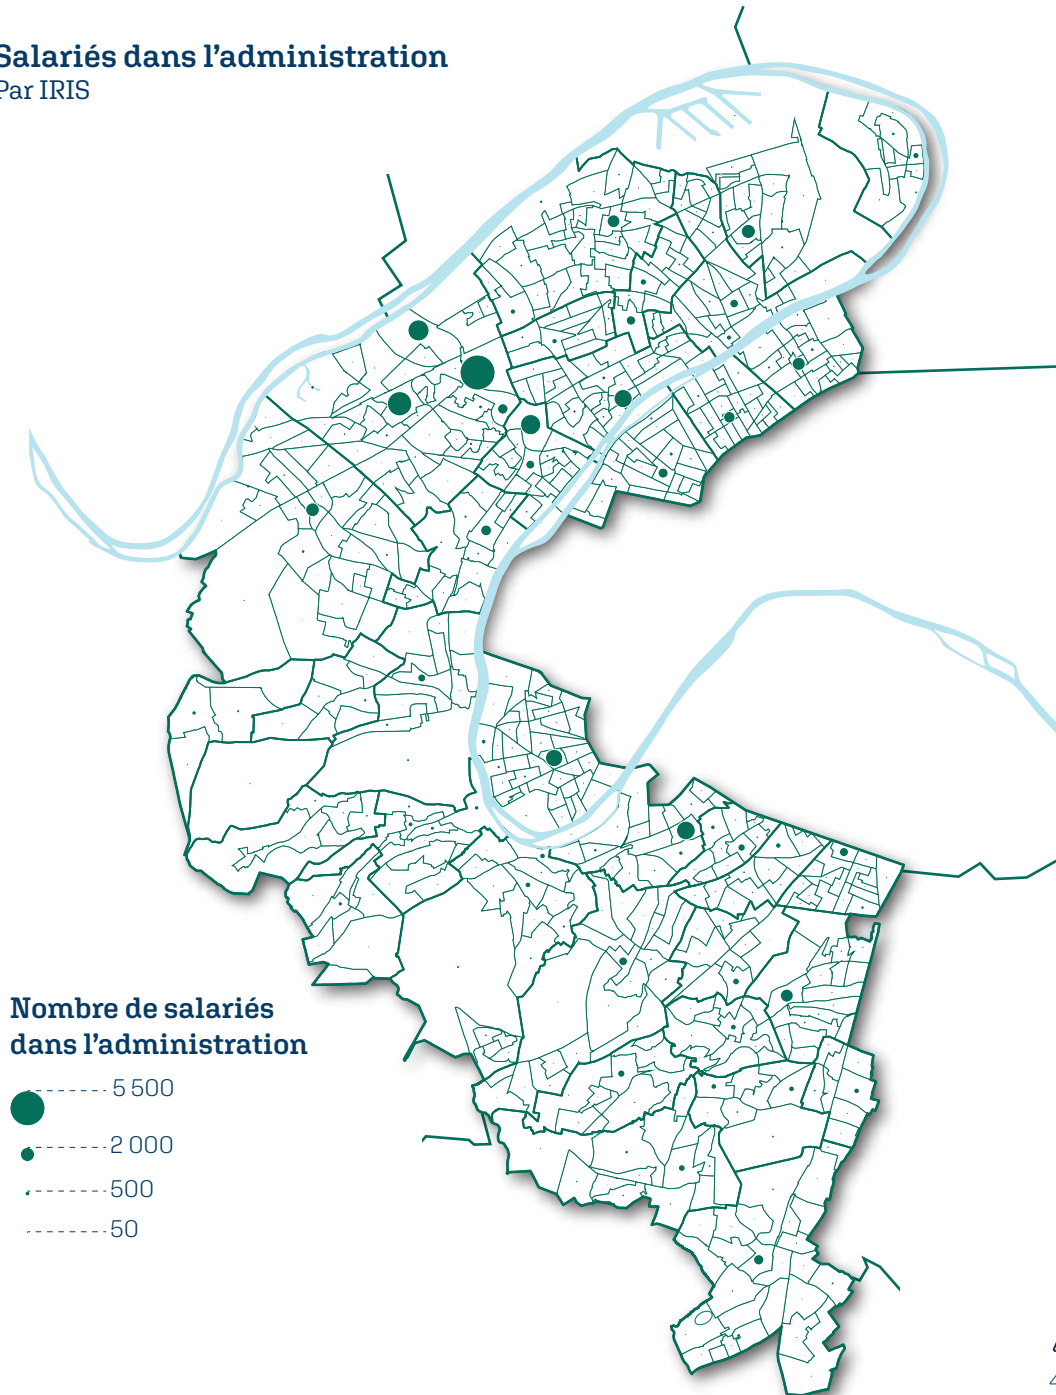 Salariés dans l'administration
Par IRIS
Nombre de salariés
dans l'administration
5 500
2 000
500
50